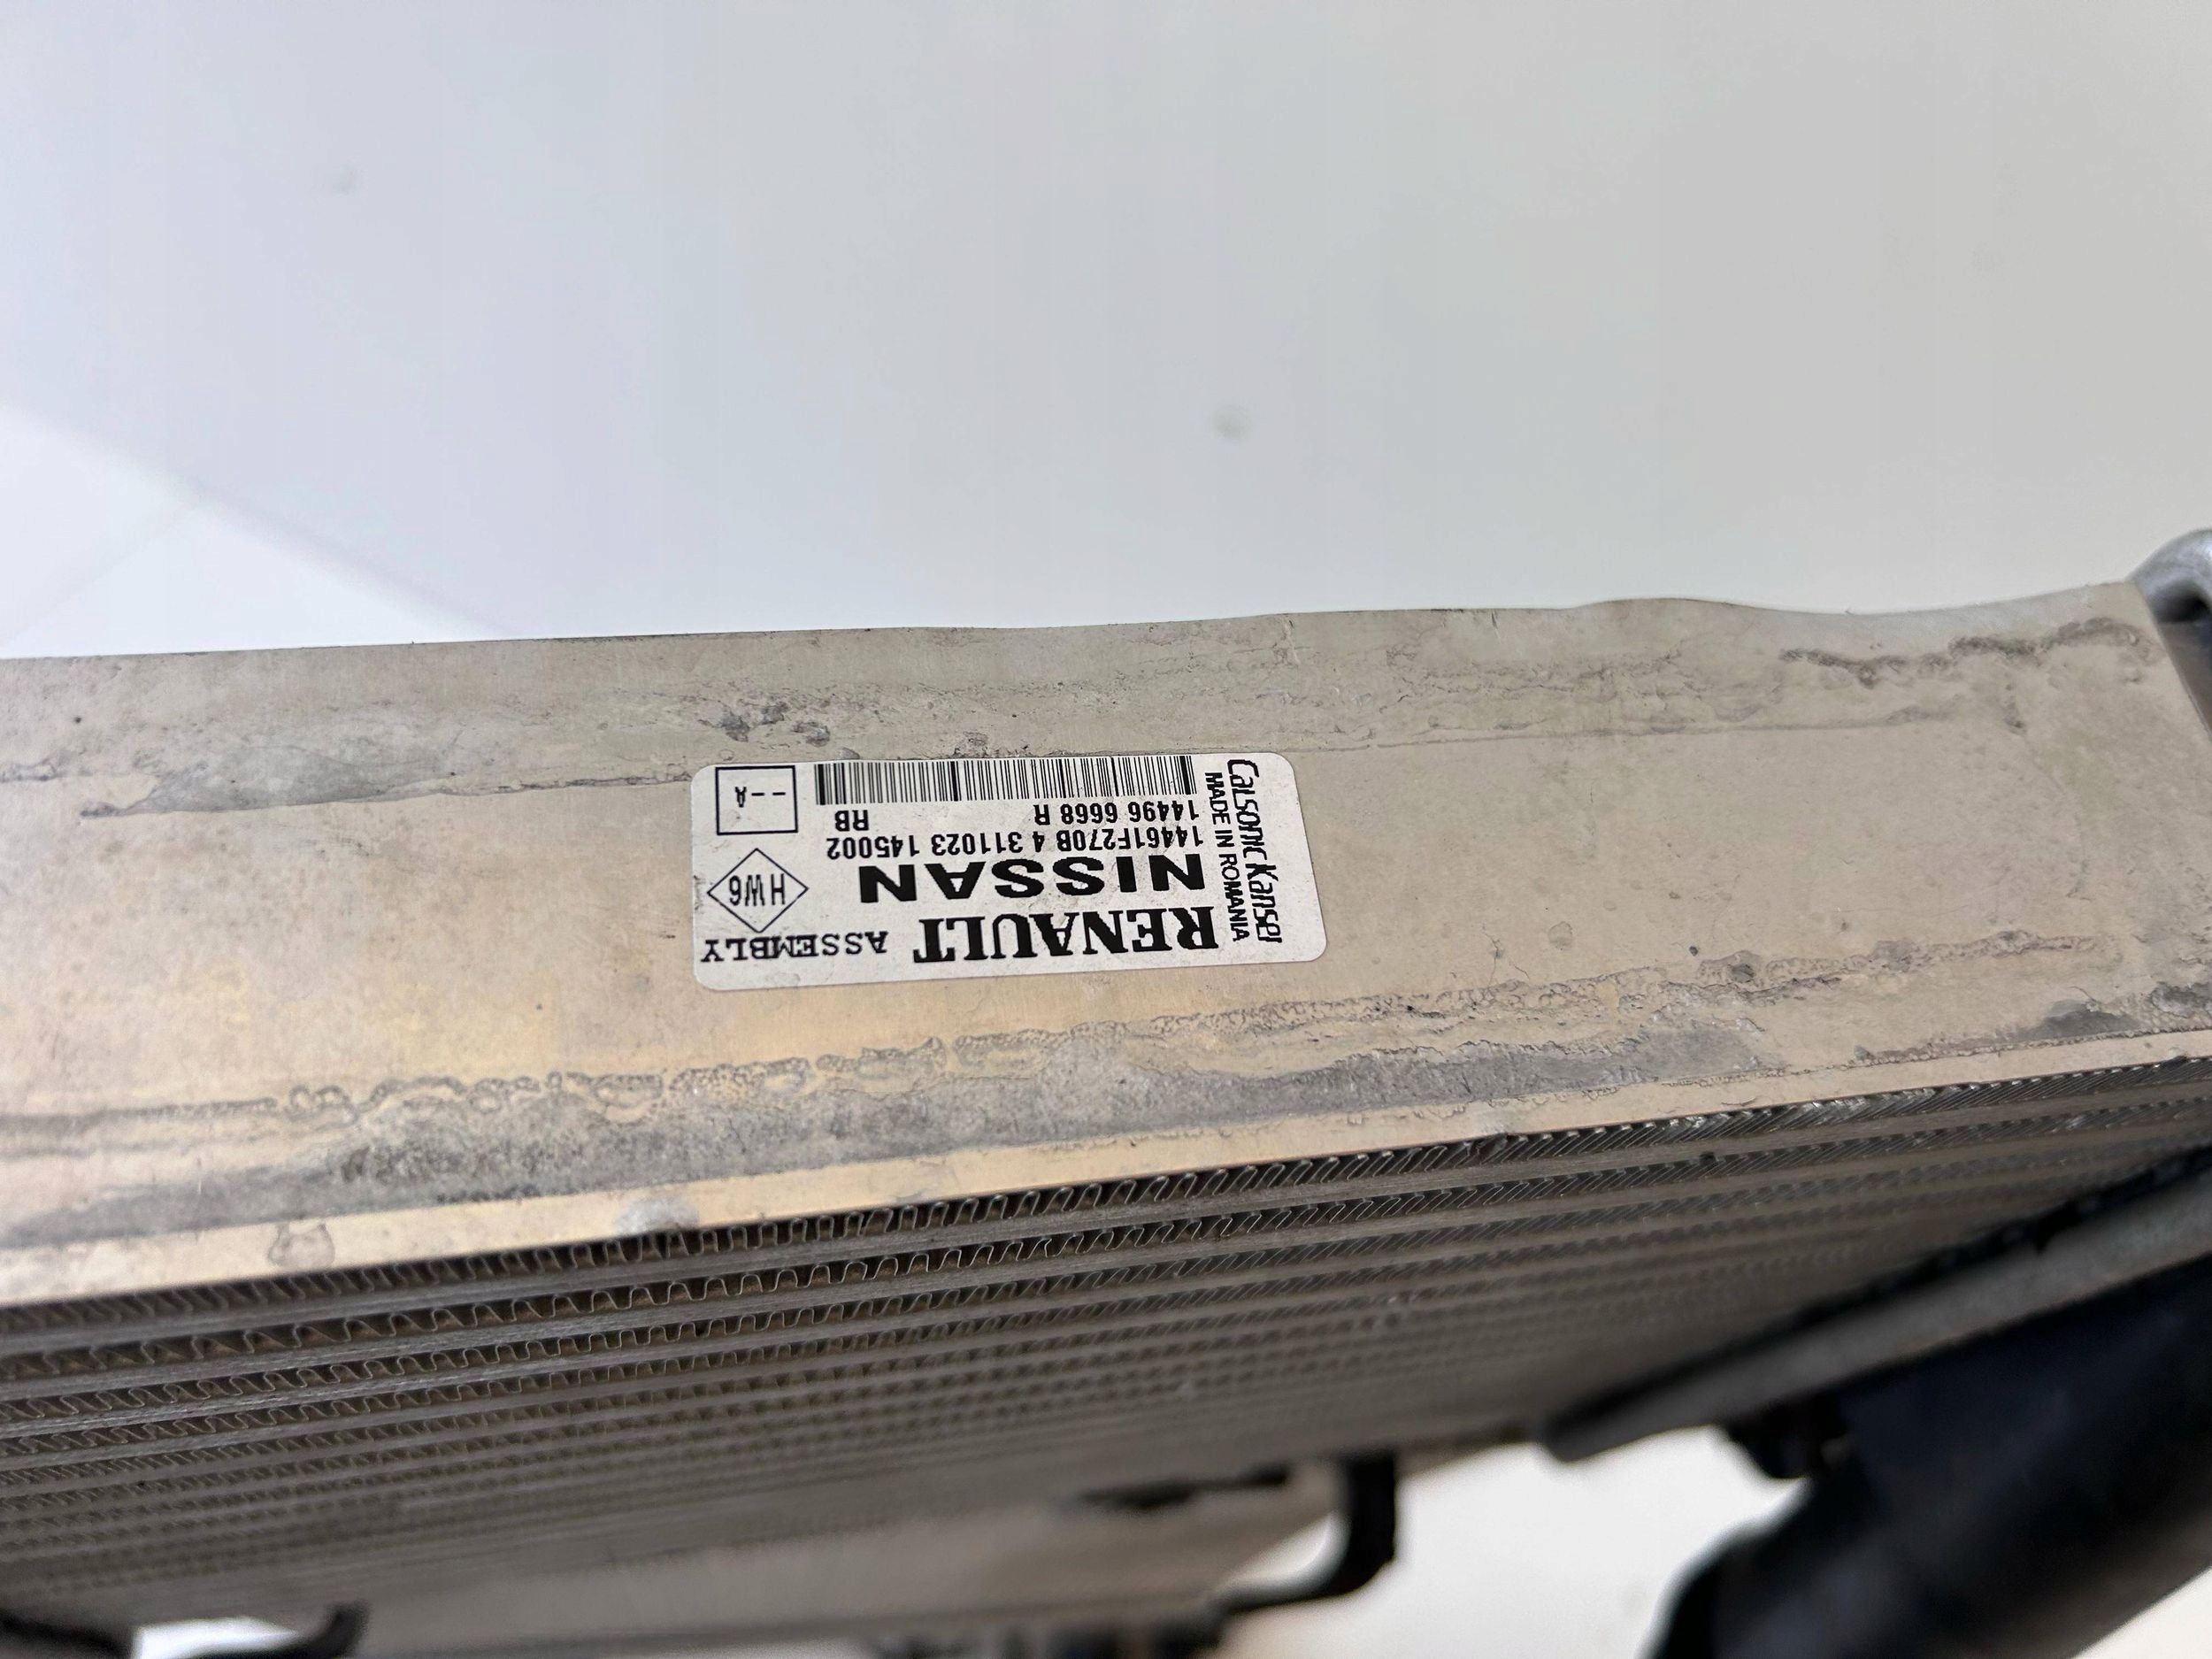 RENAULT ASSEMBLY
NISSAN
HW6
14461F270B 4 311023 145002
14496 6668 R RB
--A
Calsonic Kansei
MADE IN ROMANIA